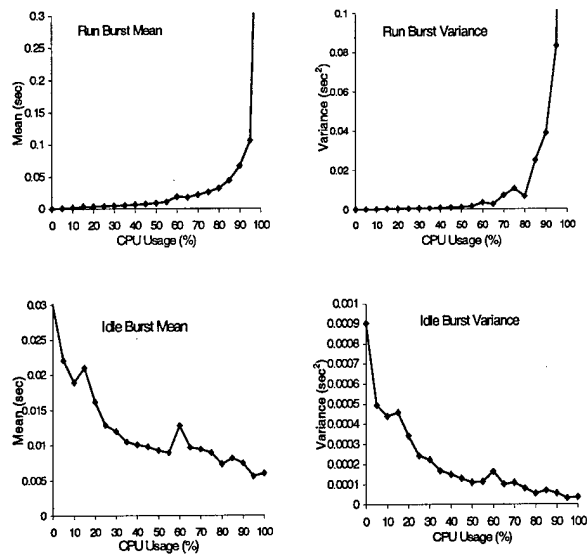 Run Burst Mean
Mean (sec)
0.3
0.25
0.2
0.15
0.1
0.05
0
0 10 20 30 40 50 60 70 80 90 100
CPU Usage (%)
Run Burst Variance
Variance (sec²)
0.1
0.08
0.06
0.04
0.02
0
0 10 20 30 40 50 60 70 80 90 100
CPU Usage (%)
Idle Burst Mean
Mean (sec)
0.03
0.025
0.02
0.015
0.01
0.005
0
0 10 20 30 40 50 60 70 80 90 100
CPU Usage (%)
Idle Burst Variance
Variance (sec²)
0.001
0.0009
0.0008
0.0007
0.0006
0.0005
0.0004
0.0003
0.0002
0.0001
0
0 10 20 30 40 50 60 70 80 90 100
CPU Usage (%)